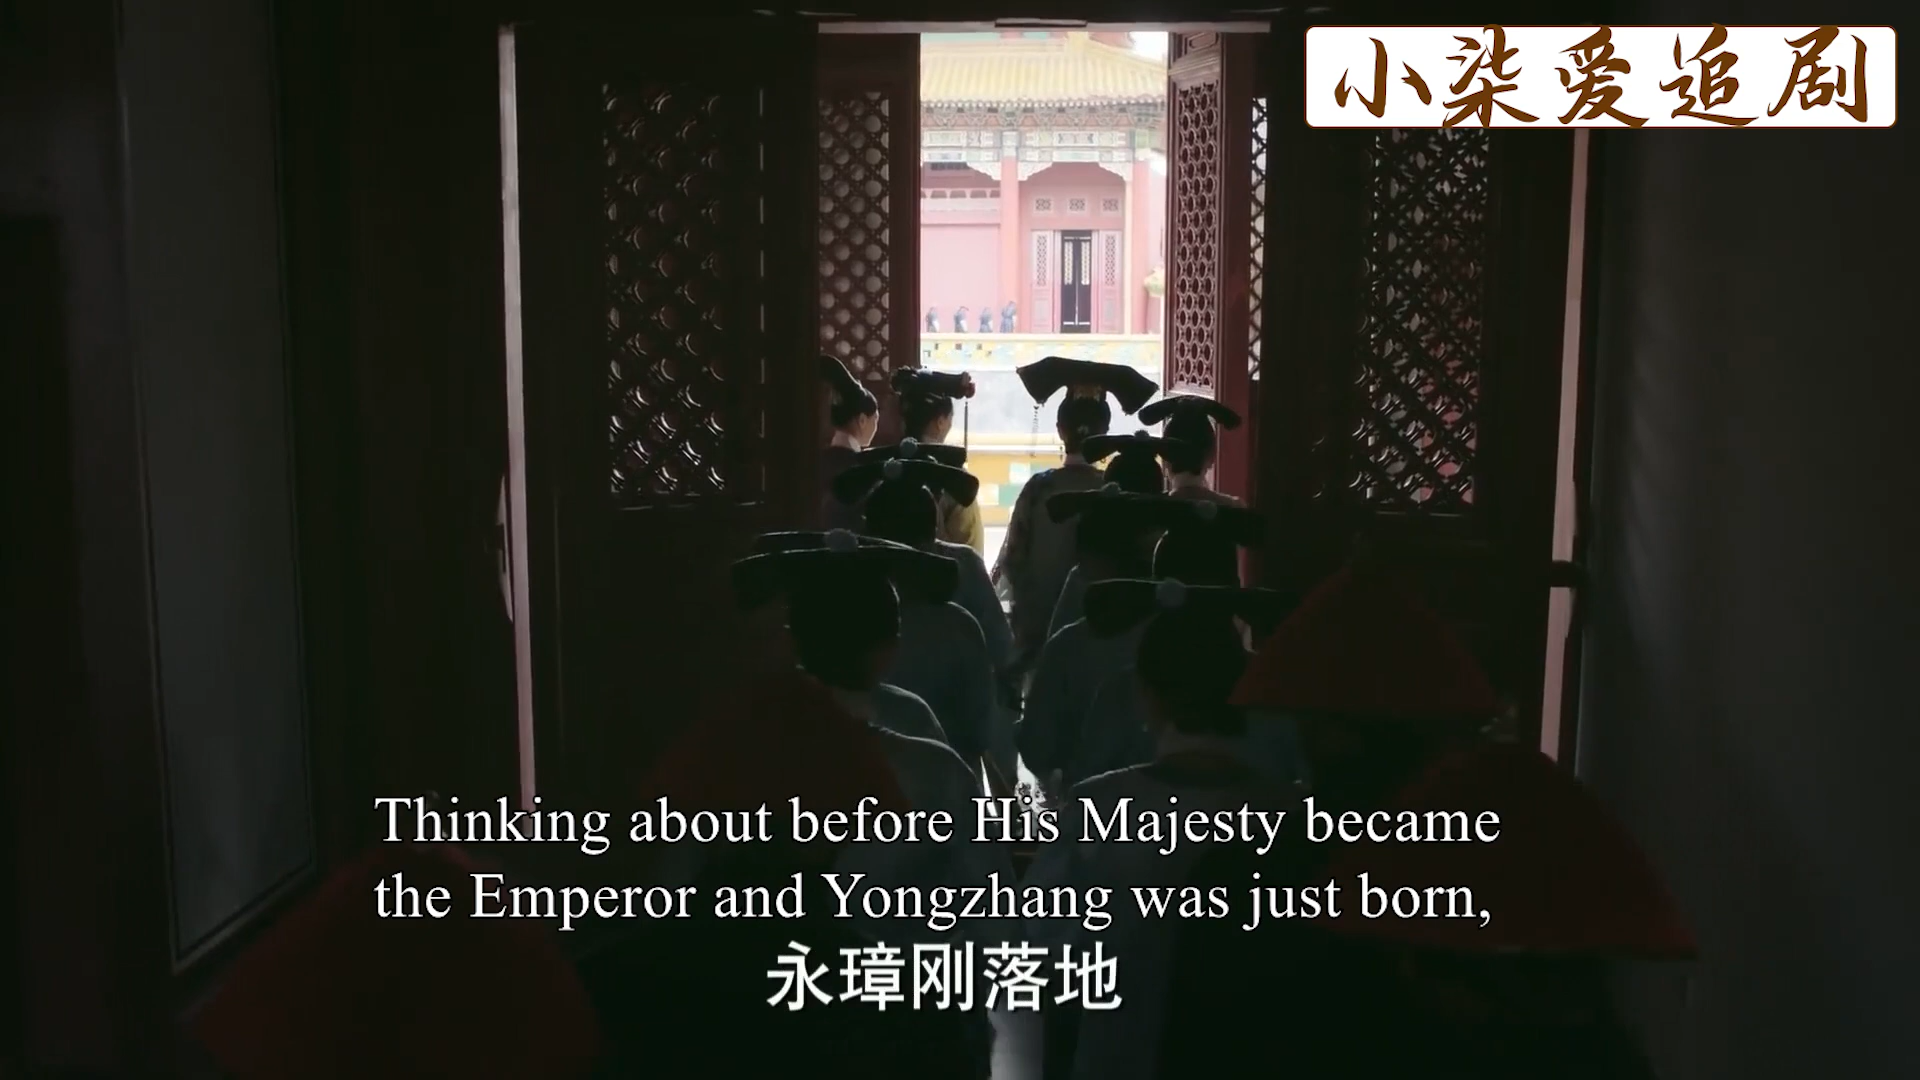 小柒爱追剧
Thinking about before His Majesty became
the Emperor and Yongzhang was just born,
永璋刚落地